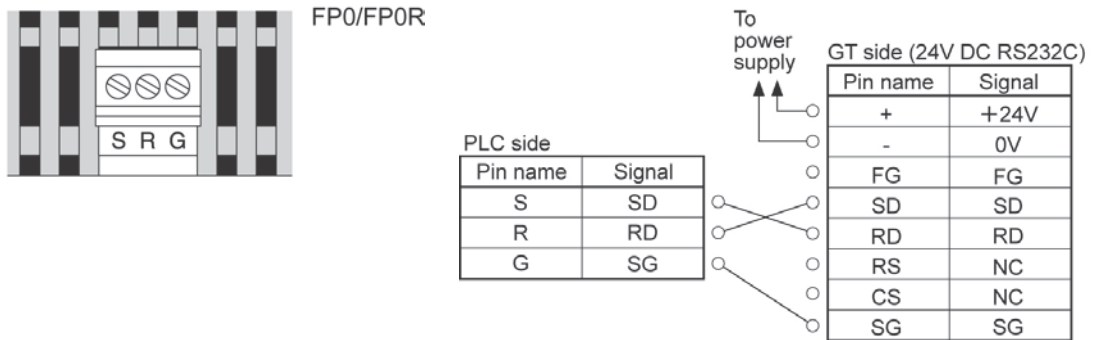 FP0/FP0R
S R G
To
power
supply
PLC side
Pin name Signal
S SD
R RD
G SG
GT side (24V DC RS232C)
Pin name Signal
+ +24V
- 0V
FG FG
SD SD
RD RD
RS NC
CS NC
SG SG